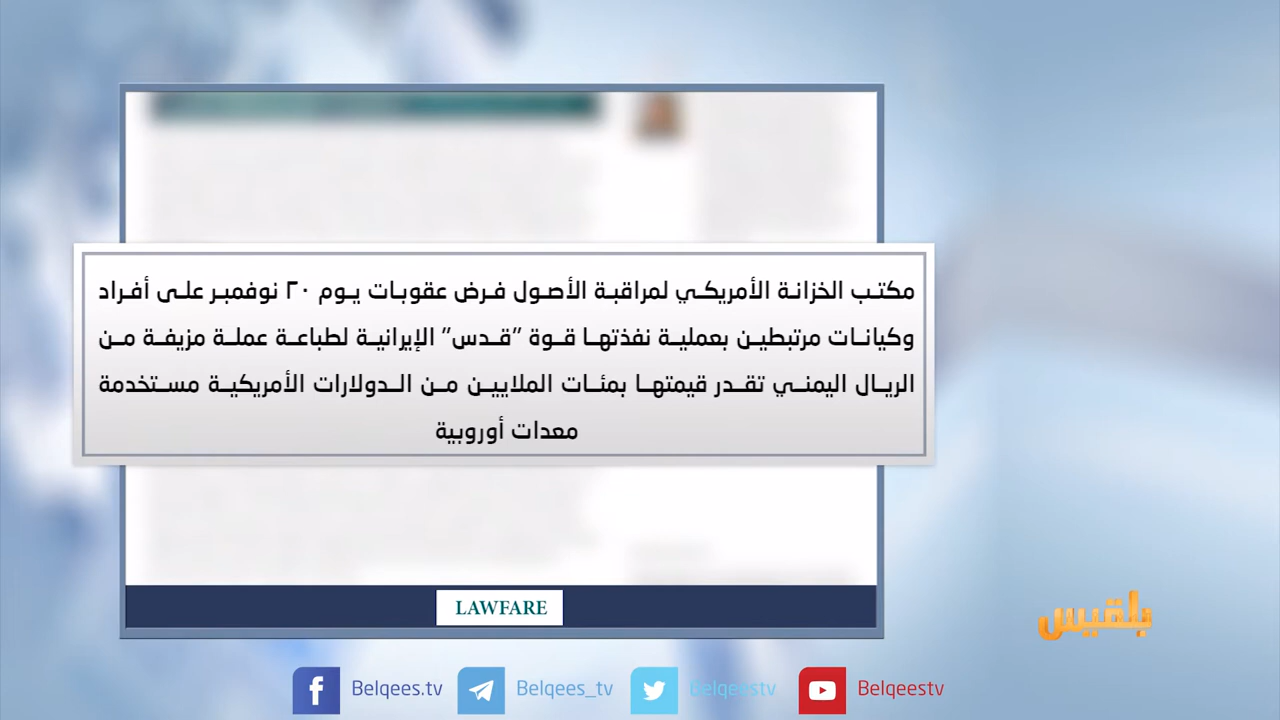 مكتب الخزانة الأمريكي لمراقبة الأصول فرض عقوبات يوم ٢٠ نوفمبر على أفراد
وكيانات مرتبطين بعملية نفذتها قوة "قدس" الإيرانية لطباعة عملة مزيفة من
الريال اليمني تقدر قيمتها بمئات الملايين من الدولارات الأمريكية مستخدمة
معدات أوروبية
LAWFARE
بلقيس
Belqees.tv Belqees_tv Belqeestv Belqeestv